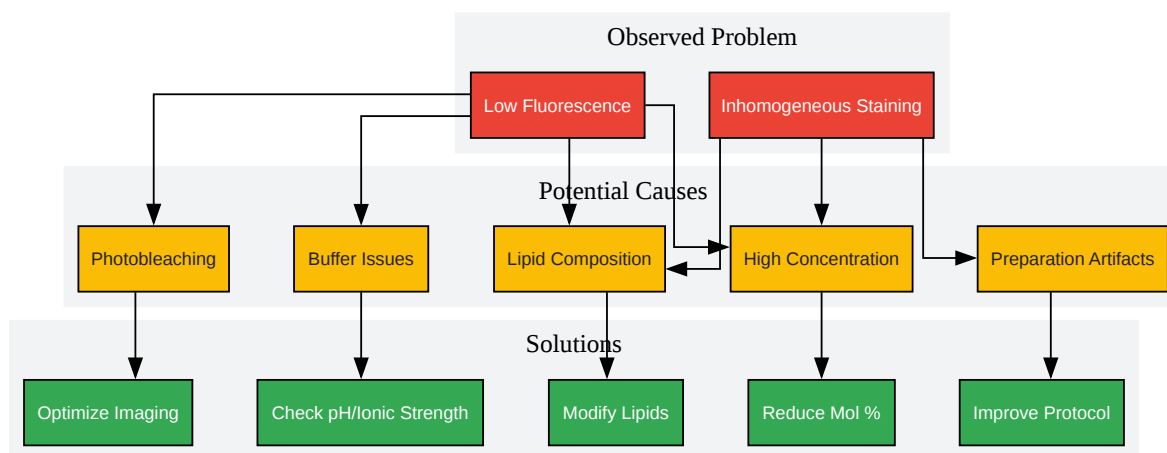 Observed Problem
Low Fluorescence
Inhomogeneous Staining
Potential Causes
Photobleaching
Buffer Issues
Lipid Composition
High Concentration
Preparation Artifacts
Solutions
Optimize Imaging
Check pH/Ionic Strength
Modify Lipids
Reduce Mol %
Improve Protocol